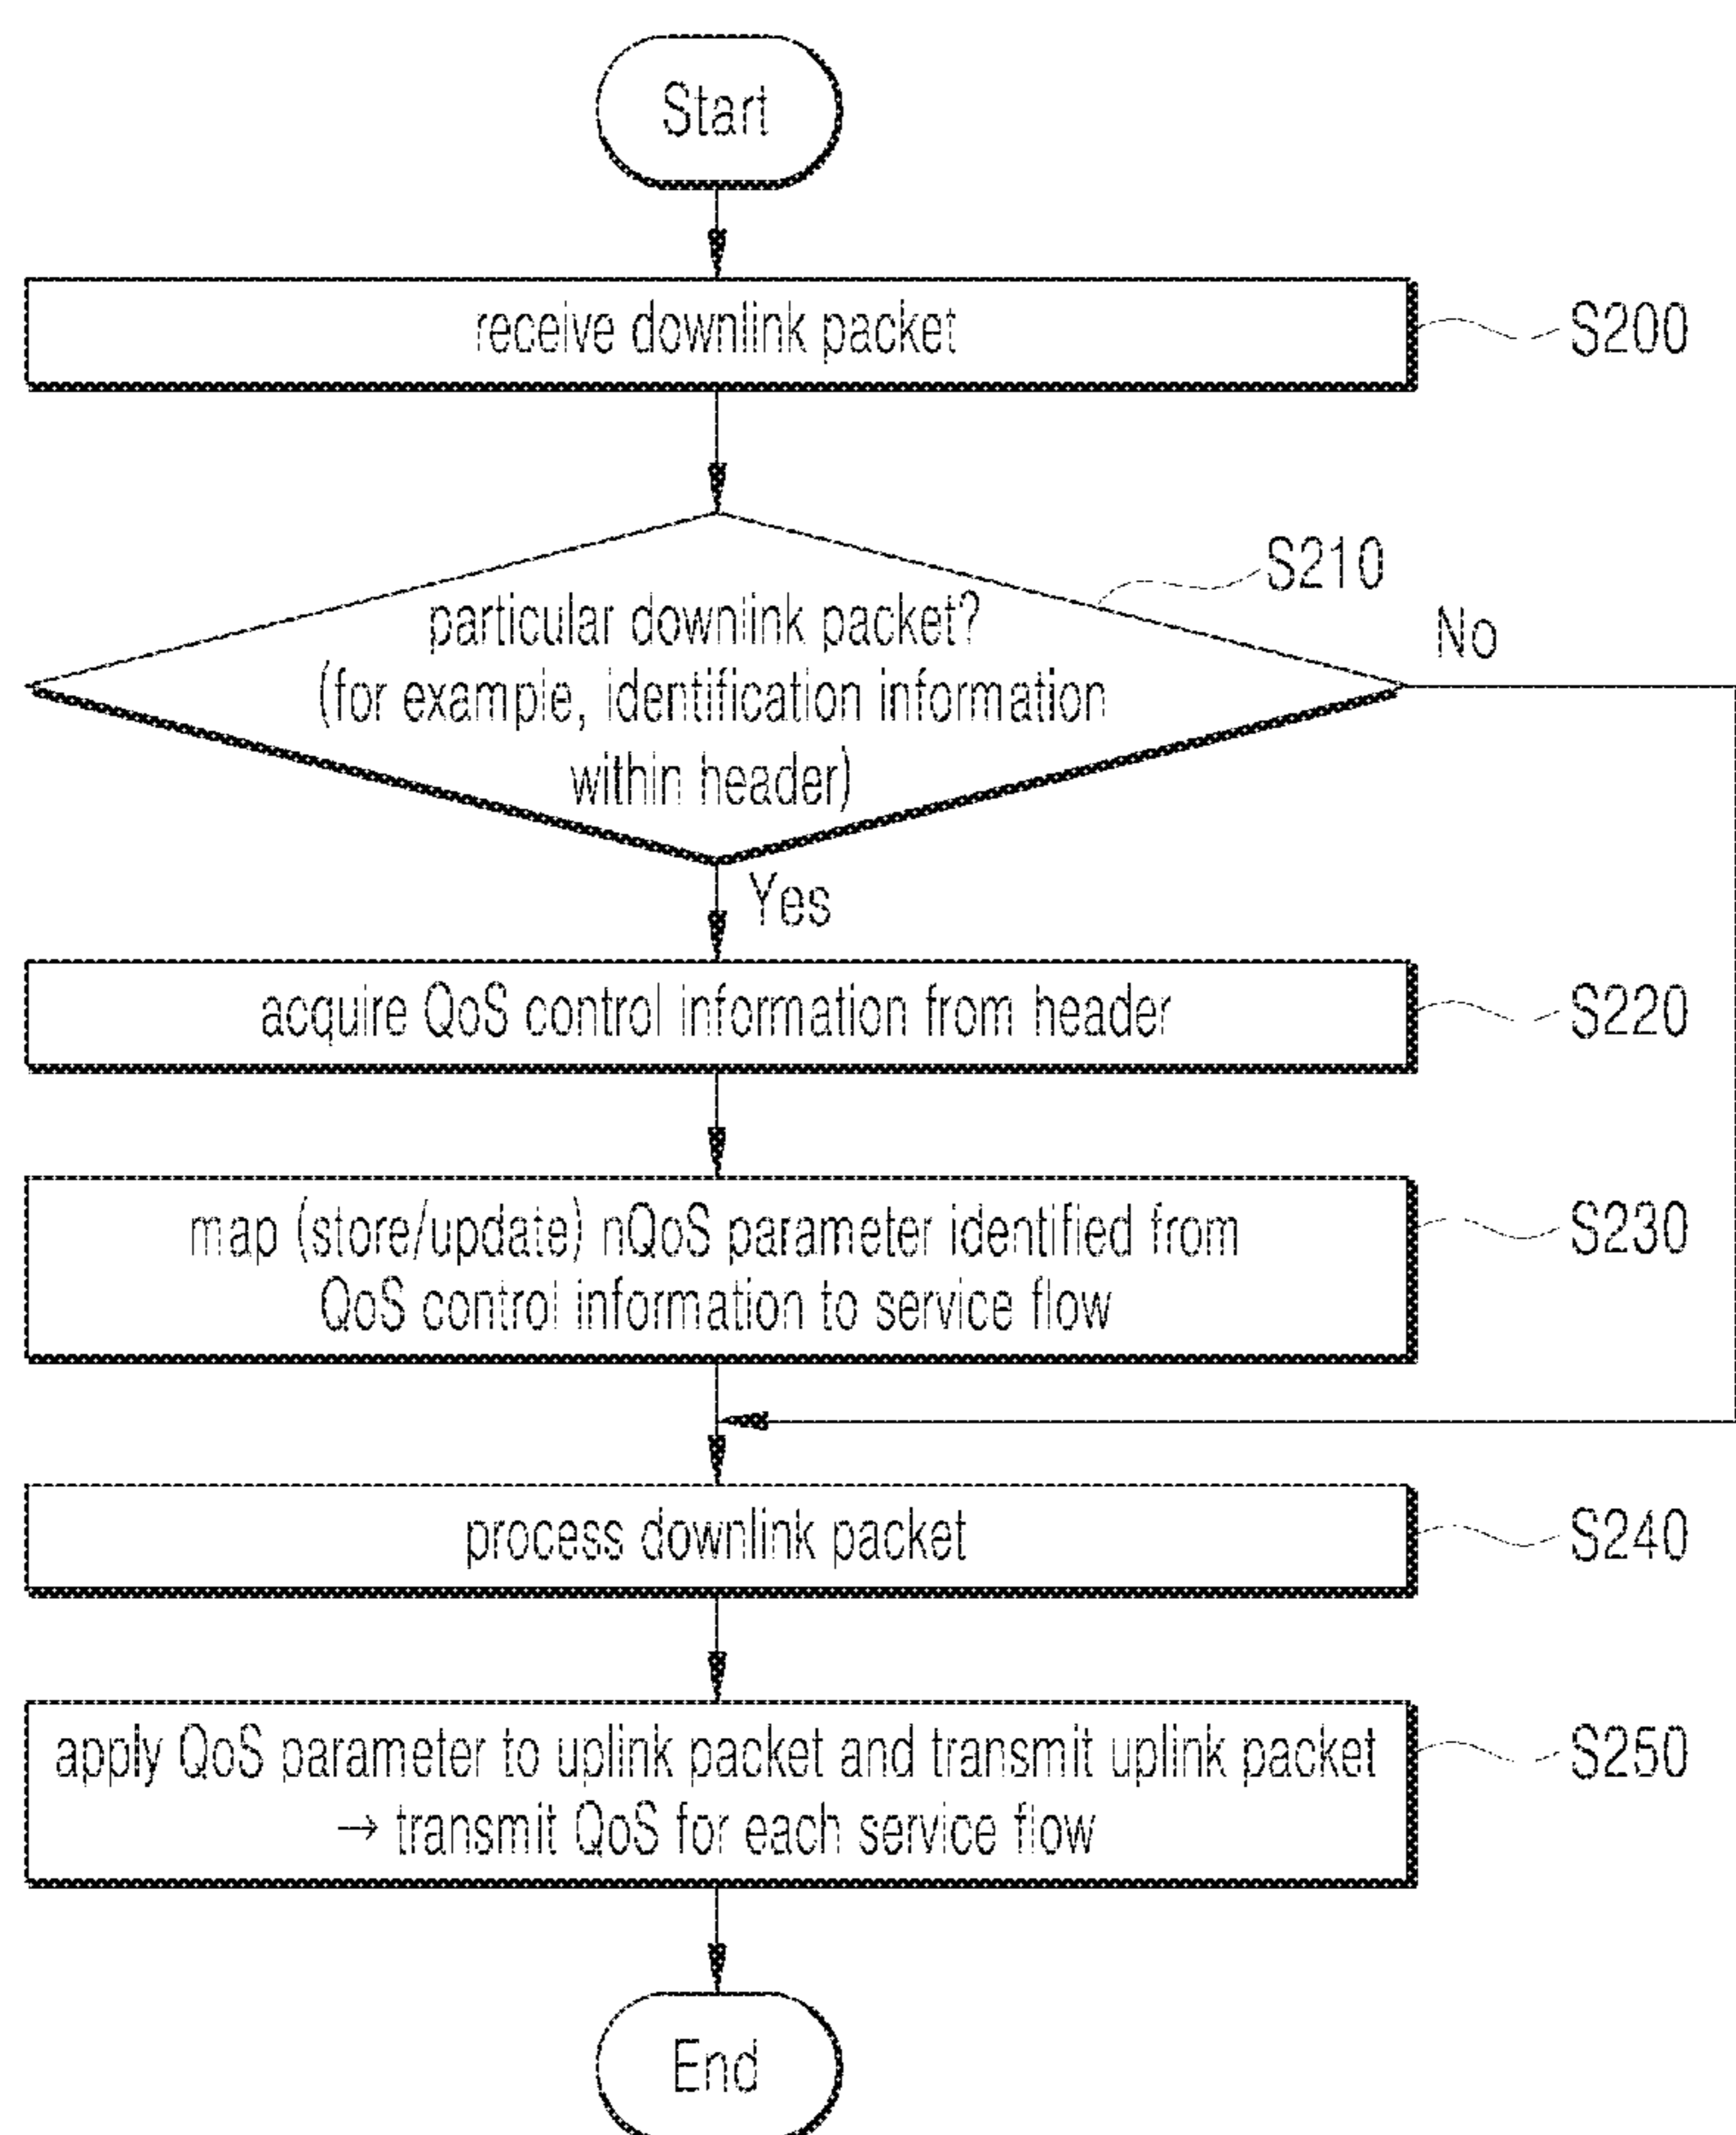 Start
receive downlink packet
S200
S210
particular downlink packet?
(for example, identification information
within header)
No
Yes
acquire QoS control information from header
S220
map (store/update) nQoS parameter identified from
QoS control information to service flow
S230
process downlink packet
S240
apply QoS parameter to uplink packet and transmit uplink packet
→ transmit QoS for each service flow
S250
End